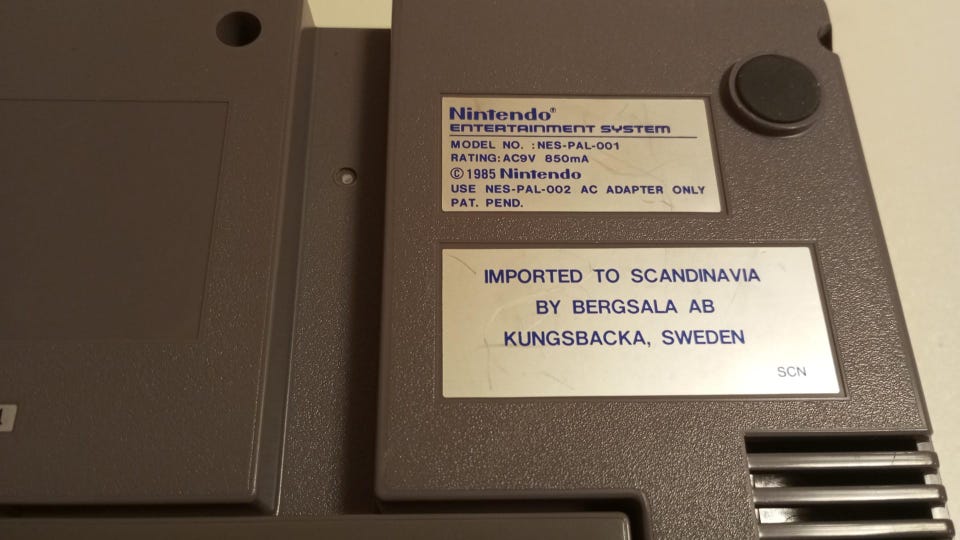 Nintendo®
ENTERTAINMENT SYSTEM
MODEL NO. :NES-PAL-001
RATING:AC9V 850mA
© 1985 Nintendo
USE NES-PAL-002 AC ADAPTER ONLY
PAT. PEND.
IMPORTED TO SCANDINAVIA
BY BERGSALA AB
KUNGSBACKA, SWEDEN
SCN